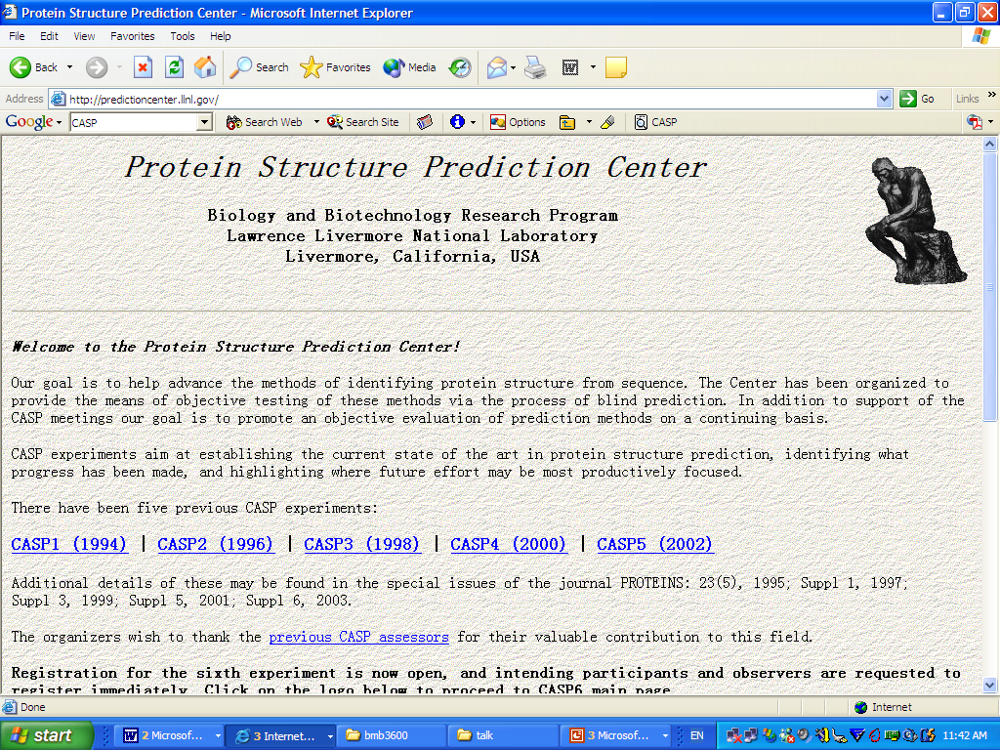 Protein Structure Prediction Center - Microsoft Internet Explorer
File Edit View Favorites Tools Help
Back Search Favorites Media
Address http://predictioncenter.llnl.gov/ Go Links »
Google CASP Search Web Search Site Options CASP
Protein Structure Prediction Center
Biology and Biotechnology Research Program
Lawrence Livermore National Laboratory
Livermore, California, USA
Welcome to the Protein Structure Prediction Center!
Our goal is to help advance the methods of identifying protein structure from sequence. The Center has been organized to
provide the means of objective testing of these methods via the process of blind prediction. In addition to support of the
CASP meetings our goal is to promote an objective evaluation of prediction methods on a continuing basis.
CASP experiments aim at establishing the current state of the art in protein structure prediction, identifying what
progress has been made, and highlighting where future effort may be most productively focused.
There have been five previous CASP experiments:
CASP1 (1994) | CASP2 (1996) | CASP3 (1998) | CASP4 (2000) | CASP5 (2002)
Additional details of these may be found in the special issues of the journal PROTEINS: 23(5), 1995; Suppl 1, 1997;
Suppl 3, 1999; Suppl 5, 2001; Suppl 6, 2003.
The organizers wish to thank the previous CASP assessors for their valuable contribution to this field.
Registration for the sixth experiment is now open, and intending participants and observers are requested to
register immediately. Click on the logo below to proceed to CASP6 main page
Done Internet
start 2 Microsof... 3 Internet... bmb3600 talk 3 Microsof... EN 11:42 AM